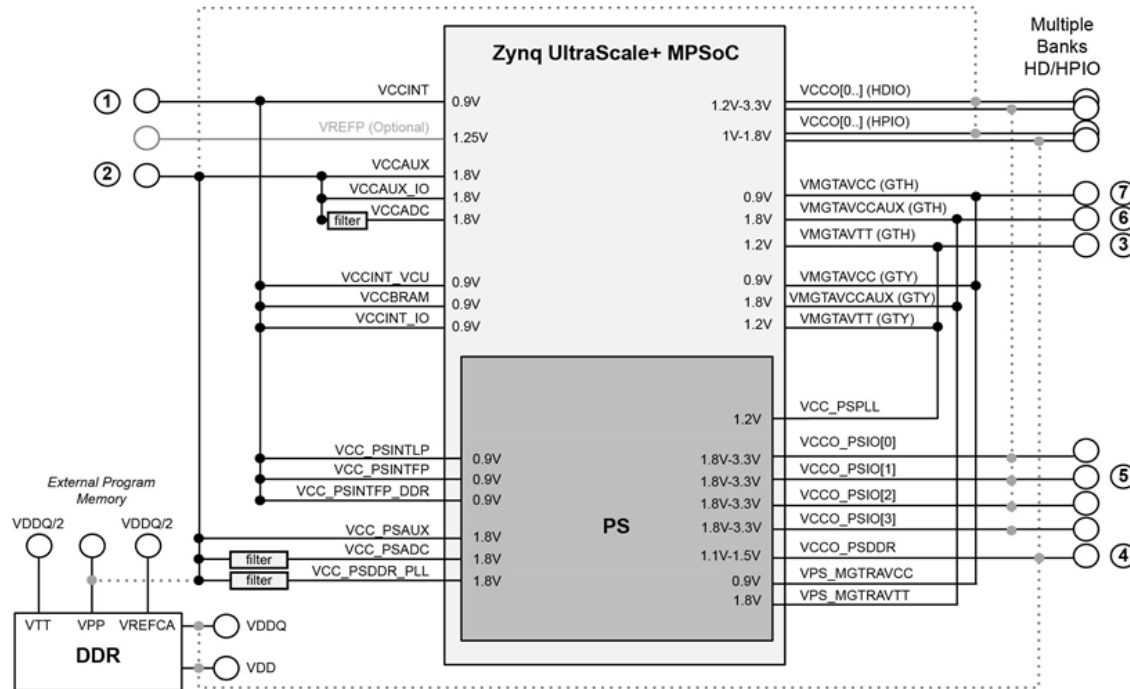 Multiple
Banks
HD/HPIO
Zynq UltraScale+ MPSoC
1
VCCINT
0.9V
VREFP (Optional)
1.25V
2
VCCAUX
1.8V
VCCAUX_IO
1.8V
filter
VCCADC
1.8V
VCCINT_VCU
0.9V
VCCBRAM
0.9V
VCCINT_IO
0.9V
1.2V-3.3V
VCCO[0..] (HDIO)
1V-1.8V
VCCO[0..] (HPIO)
0.9V
VMGTAVCC (GTH)
7
1.8V
VMGTAVCCAUX (GTH)
6
1.2V
VMGTAVTT (GTH)
3
0.9V
VMGTAVCC (GTY)
1.8V
VMGTAVCCAUX (GTY)
1.2V
VMGTAVTT (GTY)
PS
VCC_PSINTLP
0.9V
VCC_PSINTFP
0.9V
VCC_PSINTFP_DDR
0.9V
VCC_PSAUX
1.8V
filter
VCC_PSADC
1.8V
filter
VCC_PSDDR_PLL
1.8V
1.2V
VCC_PSPLL
1.8V-3.3V
VCCO_PSIO[0]
1.8V-3.3V
VCCO_PSIO[1]
5
1.8V-3.3V
VCCO_PSIO[2]
1.8V-3.3V
VCCO_PSIO[3]
1.1V-1.5V
VCCO_PSDDR
4
0.9V
VPS_MGTRAVCC
1.8V
VPS_MGTRAVTT
External Program
Memory
VDDQ/2
VDDQ/2
VTT
VPP
VREFCA
DDR
VDDQ
VDD